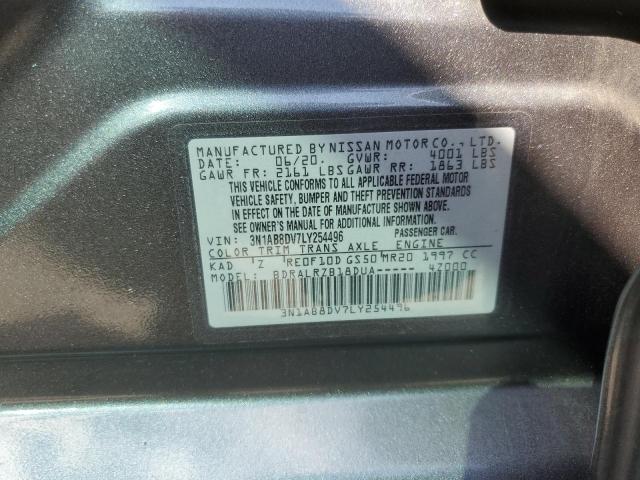 MANUFACTURED BY NISSAN MOTOR CO., LTD.
DATE: 06/20. GVWR: 4001 LBS
GAWR FR: 2161 LBS GAWR RR: 1863 LBS
THIS VEHICLE CONFORMS TO ALL APPLICABLE FEDERAL MOTOR
VEHICLE SAFETY, BUMPER AND THEFT PREVENTION STANDARDS
IN EFFECT ON THE DATE OF MANUFACTURE SHOWN ABOVE.
SEE OWNERS MANUAL FOR ADDITIONAL INFORMATION.
VIN: 3N1AB8DV7LY254496 PASSENGER CAR.
COLOR TRIM TRANS AXLE ENGINE
KAD Z RE0F10D GS50 MR20 1997 CC
MODEL: BDRALRZB18DUA----- 4Z000
3N1AB8DV7LY254496